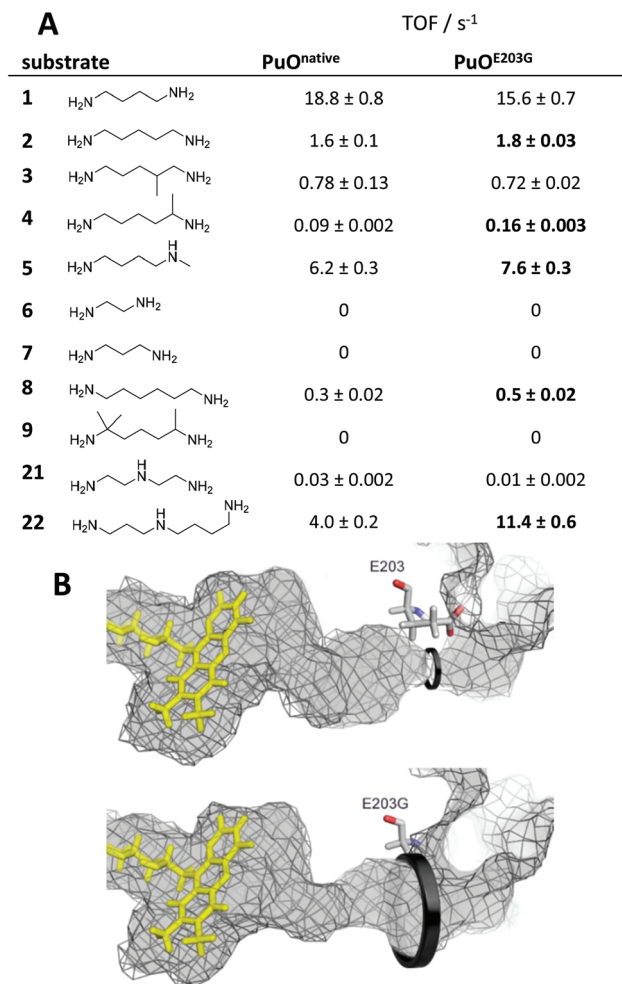 A
TOF / s-1
substrate PuOnative PuOE203G
1 H2N NH2 18.8 ± 0.8 15.6 ± 0.7
2 H2N NH2 1.6 ± 0.1 1.8 ± 0.03
3 H2N NH2 0.78 ± 0.13 0.72 ± 0.02
4 H2N NH2 0.09 ± 0.002 0.16 ± 0.003
5 H2N H N 6.2 ± 0.3 7.6 ± 0.3
6 H2N NH2 0 0
7 H2N NH2 0 0
8 H2N NH2 0.3 ± 0.02 0.5 ± 0.02
9 H2N NH2 0 0
21 H2N H N NH2 0.03 ± 0.002 0.01 ± 0.002
22 H2N H N NH2 4.0 ± 0.2 11.4 ± 0.6
B
E203
E203G